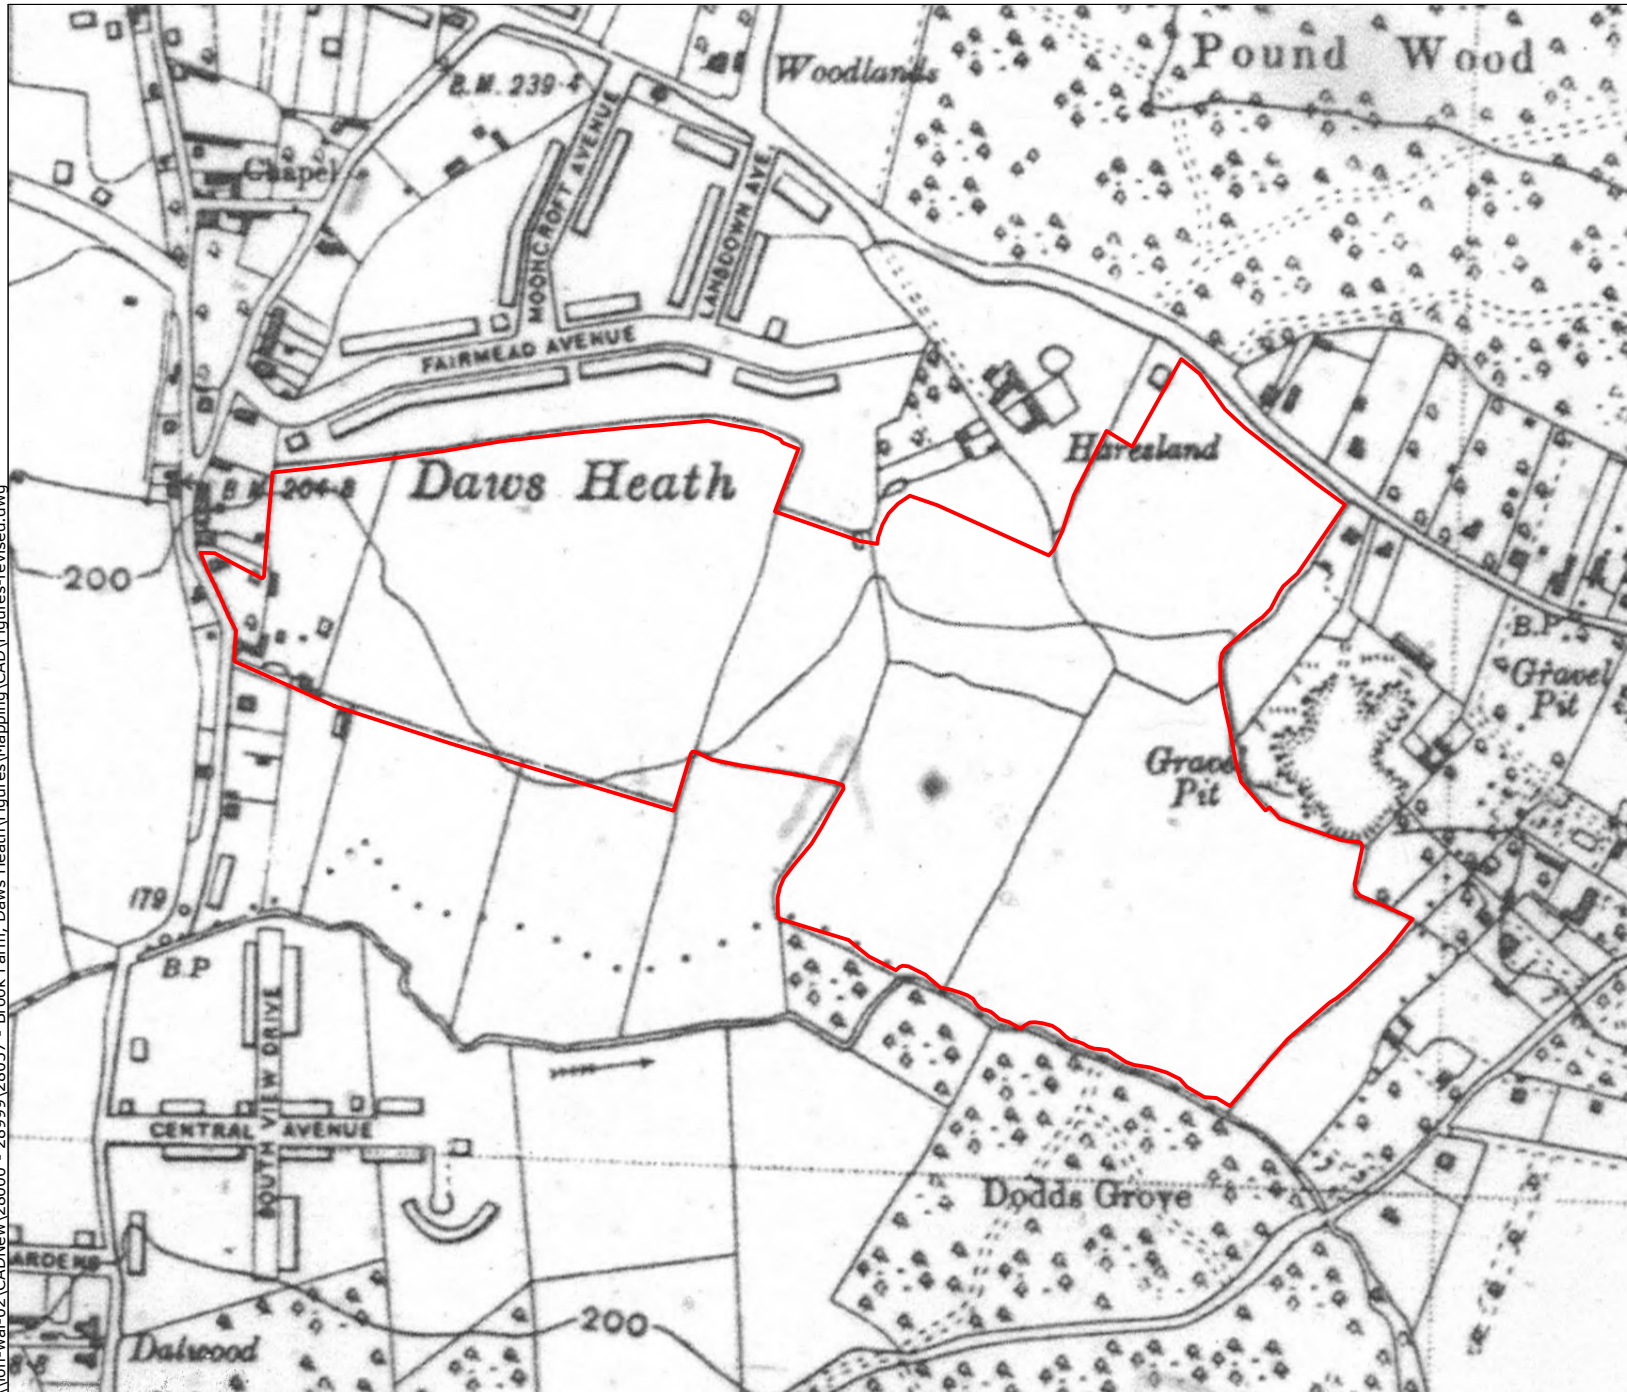 Pound Wood
Woodlands
B.M. 239·4
Chapel
MOONCROFT AVENUE
LANSDOWN AVE.
FAIRMEAD AVENUE
Haresland
Daws Heath
B.M. 204·8
200
B.P
Gravel
Pit
Gravel
Pit
179
B.P
SOUTH VIEW DRIVE
CENTRAL AVENUE
Dodds Grove
ARDENS
200
Dalwood